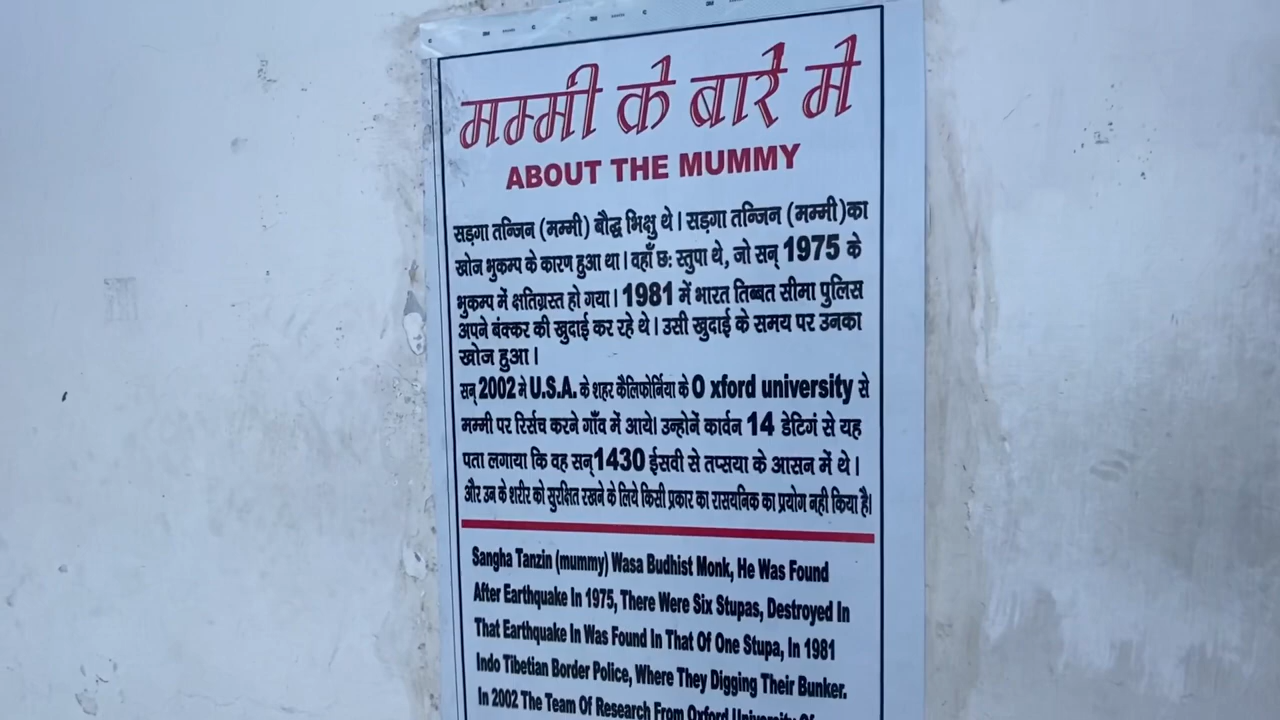 मम्मी के बारे मे
ABOUT THE MUMMY
सड़गा तन्जिन (मम्मी) बौद्ध भिक्षु थे। सड़गा तन्जिन (मम्मी)का
खोज भुकम्प के कारण हुआ था। वहाँ छः स्तुपा थे, जो सन् 1975 के
भुकम्प में क्षतिग्रस्त हो गया। 1981 में भारत तिब्बत सीमा पुलिस
अपने बंक्कर की खुदाई कर रहे थे। उसी खुदाई के समय पर उनका
खोज हुआ।
सन् 2002 मे U.S.A. के शहर कैलिफोर्निया के O xford university से
मम्मी पर रिर्सच करने गाँव में आये। उन्होनें कार्वन 14 डेटिगं से यह
पता लगाया कि वह सन् 1430 ईसवी से तप्सया के आसन में थे।
और उन के शरीर को सुरक्षित रखने के लिये किसी प्रकार का रासयनिक का प्रयोग नही किया है।
Sangha Tanzin (mummy) Wasa Budhist Monk, He Was Found
After Earthquake In 1975, There Were Six Stupas, Destroyed In
That Earthquake In Was Found In That Of One Stupa, In 1981
Indo Tibetian Border Police, Where They Digging Their Bunker.
In 2002 The Team Of Research From Oxford University Of